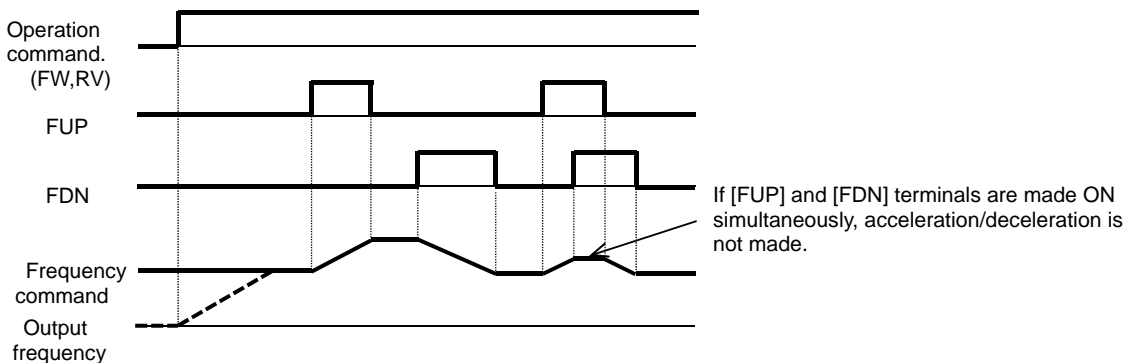 Operation
command.
(FW,RV)
FUP
FDN
If [FUP] and [FDN] terminals are made ON
simultaneously, acceleration/deceleration is
not made.
Frequency
command
Output
frequency